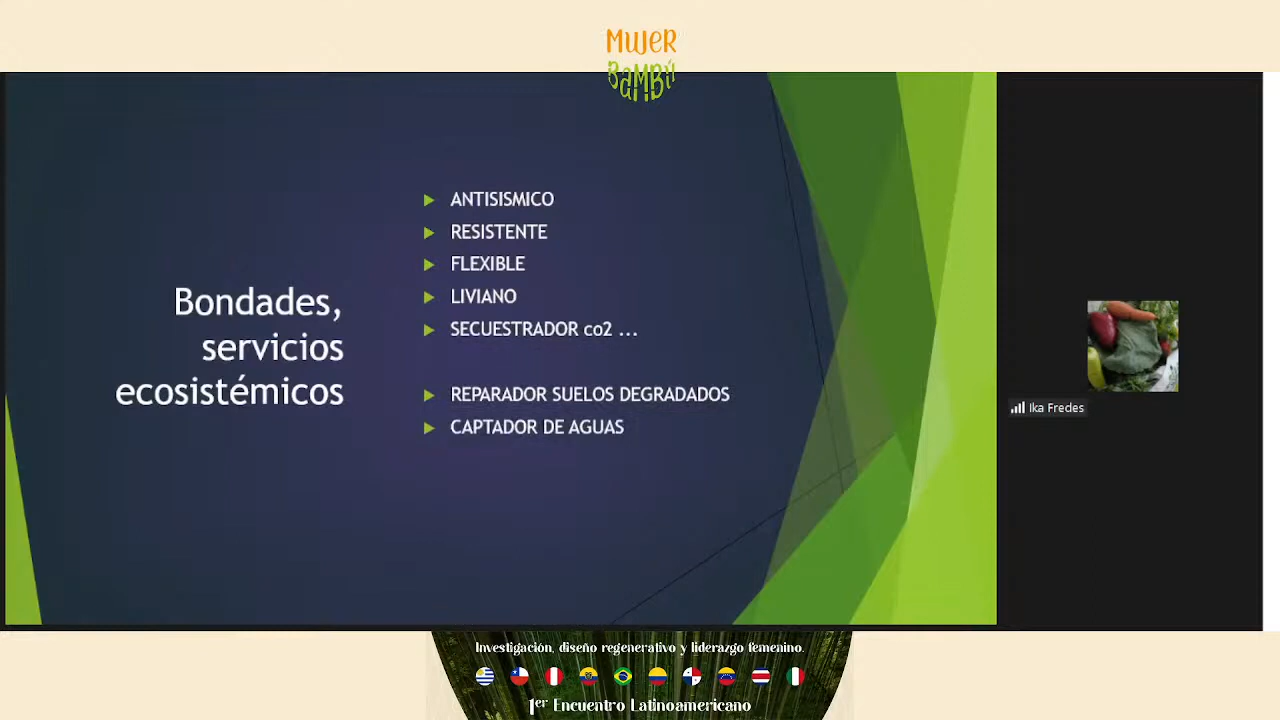 MUJER
BAMBÚ
Bondades,
servicios
ecosistémicos
ANTISISMICO
RESISTENTE
FLEXIBLE
LIVIANO
SECUESTRADOR co2 ...
REPARADOR SUELOS DEGRADADOS
CAPTADOR DE AGUAS
Ika Fredes
Investigación, diseño regenerativo y liderazgo femenino.
1er Encuentro Latinoamericano